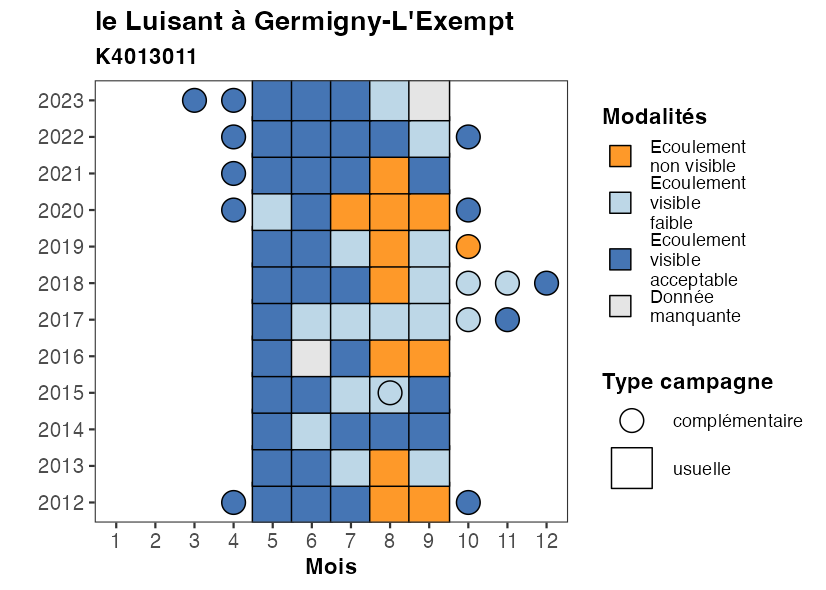 le Luisant à Germigny-L'Exempt
K4013011
2023
2022
2021
2020
2019
2018
2017
2016
2015
2014
2013
2012
1 2 3 4 5 6 7 8 9 10 11 12
Mois
Modalités
Ecoulement
non visible
Ecoulement
visible
faible
Ecoulement
visible
acceptable
Donnée
manquante
Type campagne
complémentaire
usuelle